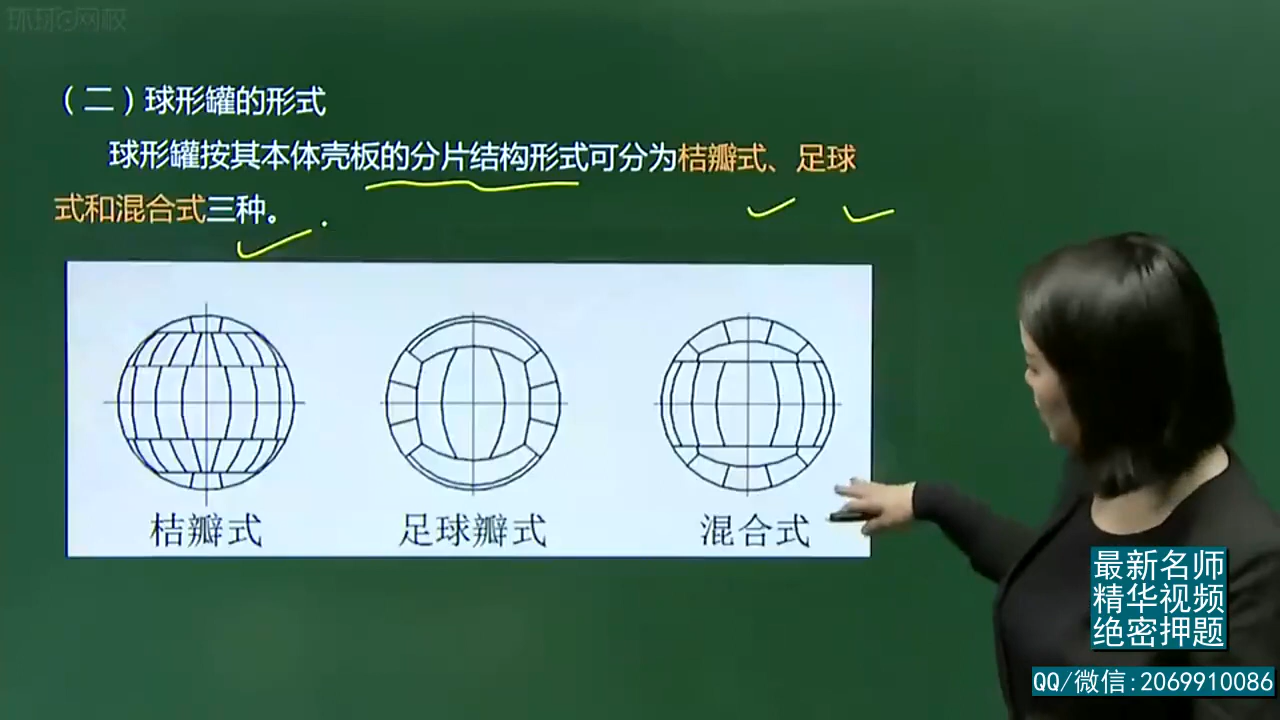 环球网校
（二）球形罐的形式
球形罐按其本体壳板的分片结构形式可分为桔瓣式、足球
式和混合式三种。
桔瓣式
足球瓣式
混合式
最新名师
精华视频
绝密押题
QQ/微信:2069910086